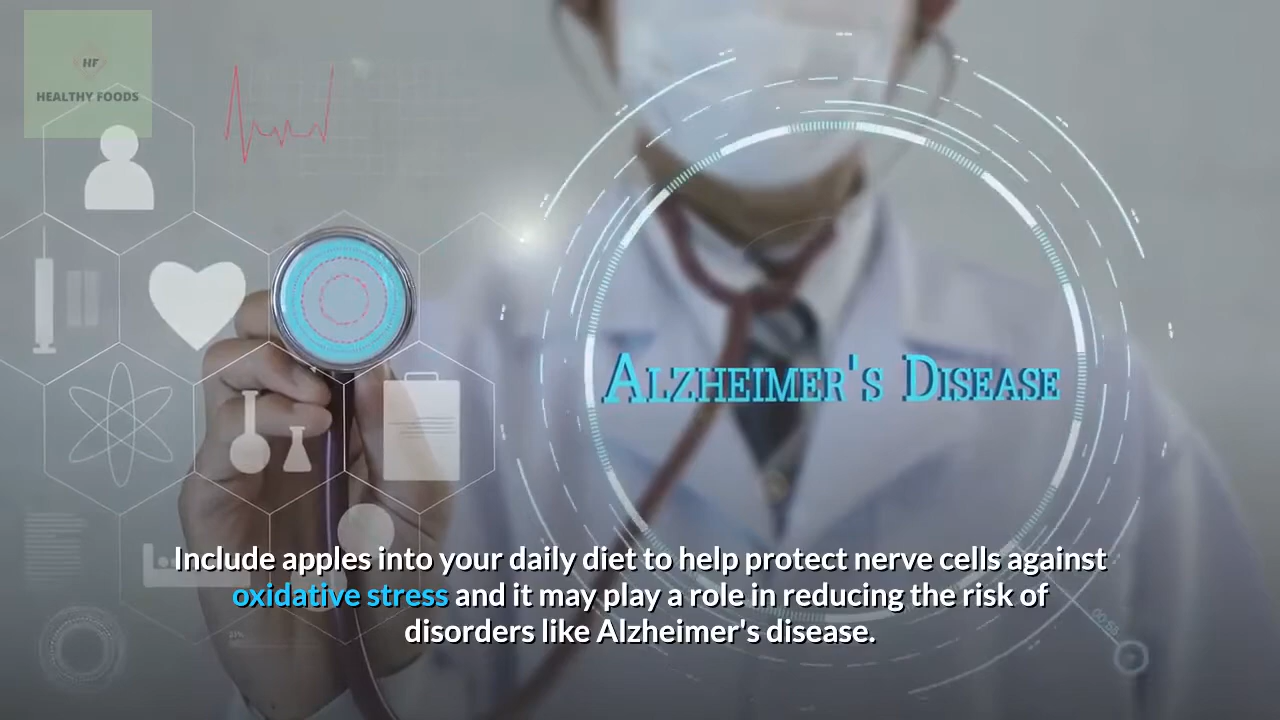 HF
HEALTHY FOODS
ALZHEIMER'S DISEASE
Include apples into your daily diet to help protect nerve cells against
oxidative stress and it may play a role in reducing the risk of
disorders like Alzheimer's disease.